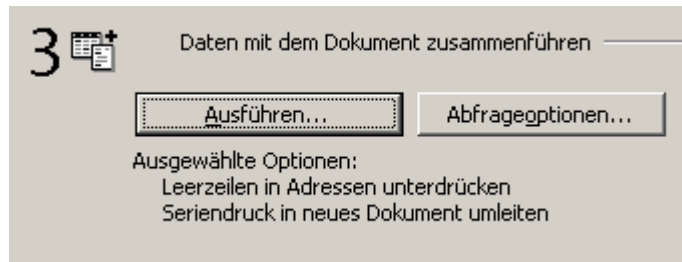 3 Daten mit dem Dokument zusammenführen
Ausführen... Abfrageoptionen...
Ausgewählte Optionen:
Leerzeilen in Adressen unterdrücken
Seriendruck in neues Dokument umleiten